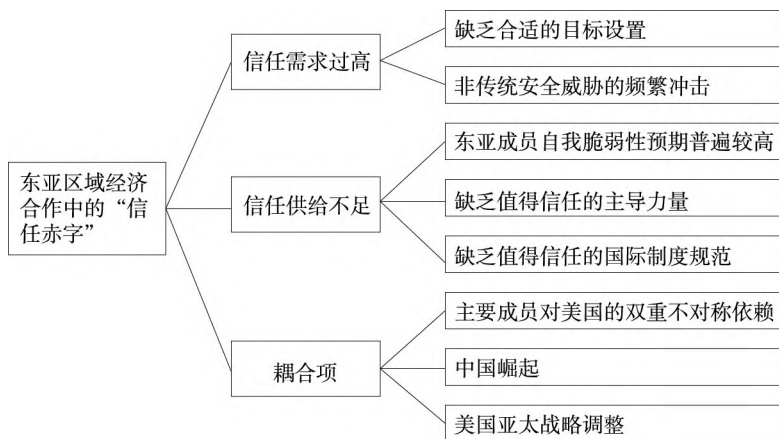 东亚区域经济
合作中的“信
任赤字”
信任需求过高
缺乏合适的目标设置
非传统安全威胁的频繁冲击
信任供给不足
东亚成员自我脆弱性预期普遍较高
缺乏值得信任的主导力量
缺乏值得信任的国际制度规范
耦合项
主要成员对美国的双重不对称依赖
中国崛起
美国亚太战略调整